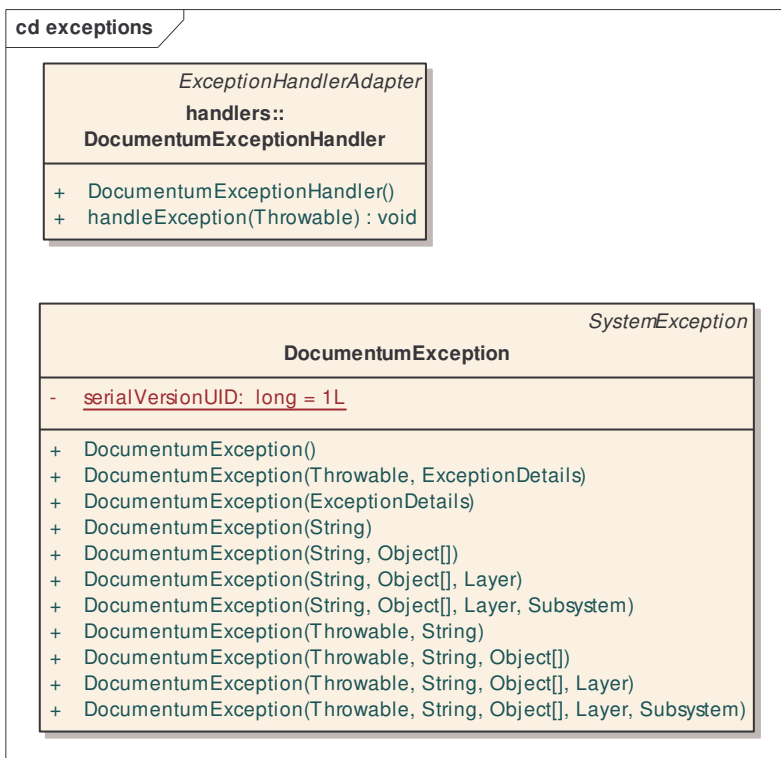 cd exceptions
ExceptionHandlerAdapter
handlers::
DocumentumExceptionHandler
+ DocumentumExceptionHandler()
+ handleException(Throwable) : void
SystemException
DocumentumException
- serialVersionUID: long = 1L
+ DocumentumException()
+ DocumentumException(Throwable, ExceptionDetails)
+ DocumentumException(ExceptionDetails)
+ DocumentumException(String)
+ DocumentumException(String, Object[])
+ DocumentumException(String, Object[], Layer)
+ DocumentumException(String, Object[], Layer, Subsystem)
+ DocumentumException(Throwable, String)
+ DocumentumException(Throwable, String, Object[])
+ DocumentumException(Throwable, String, Object[], Layer)
+ DocumentumException(Throwable, String, Object[], Layer, Subsystem)